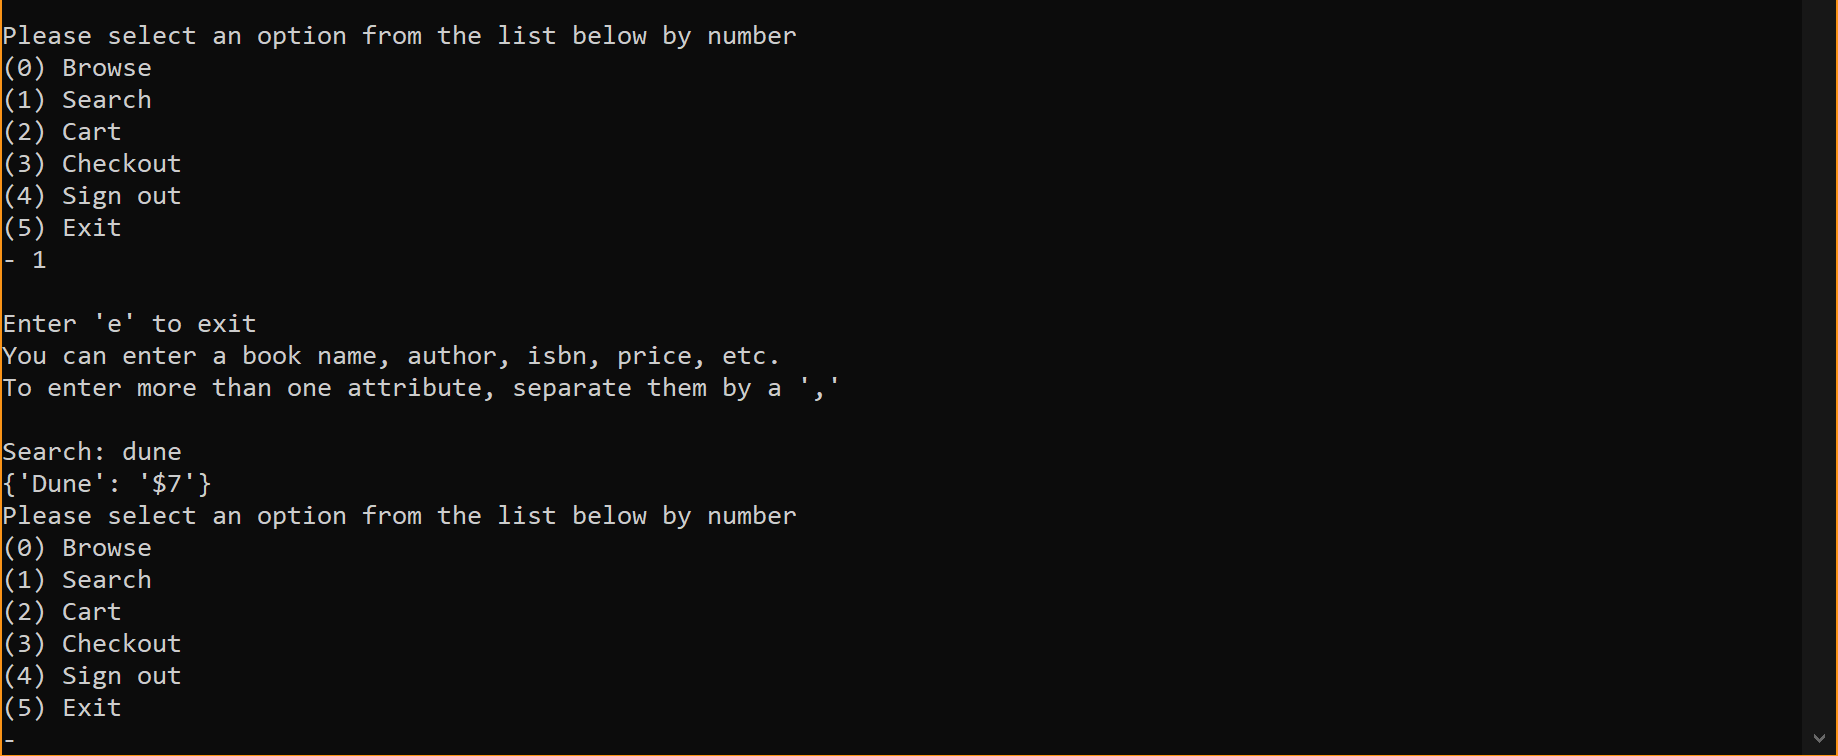 Please select an option from the list below by number
(0) Browse
(1) Search
(2) Cart
(3) Checkout
(4) Sign out
(5) Exit
- 1
Enter 'e' to exit
You can enter a book name, author, isbn, price, etc.
To enter more than one attribute, separate them by a ','
Search: dune
{'Dune': '$7'}
Please select an option from the list below by number
(0) Browse
(1) Search
(2) Cart
(3) Checkout
(4) Sign out
(5) Exit
-